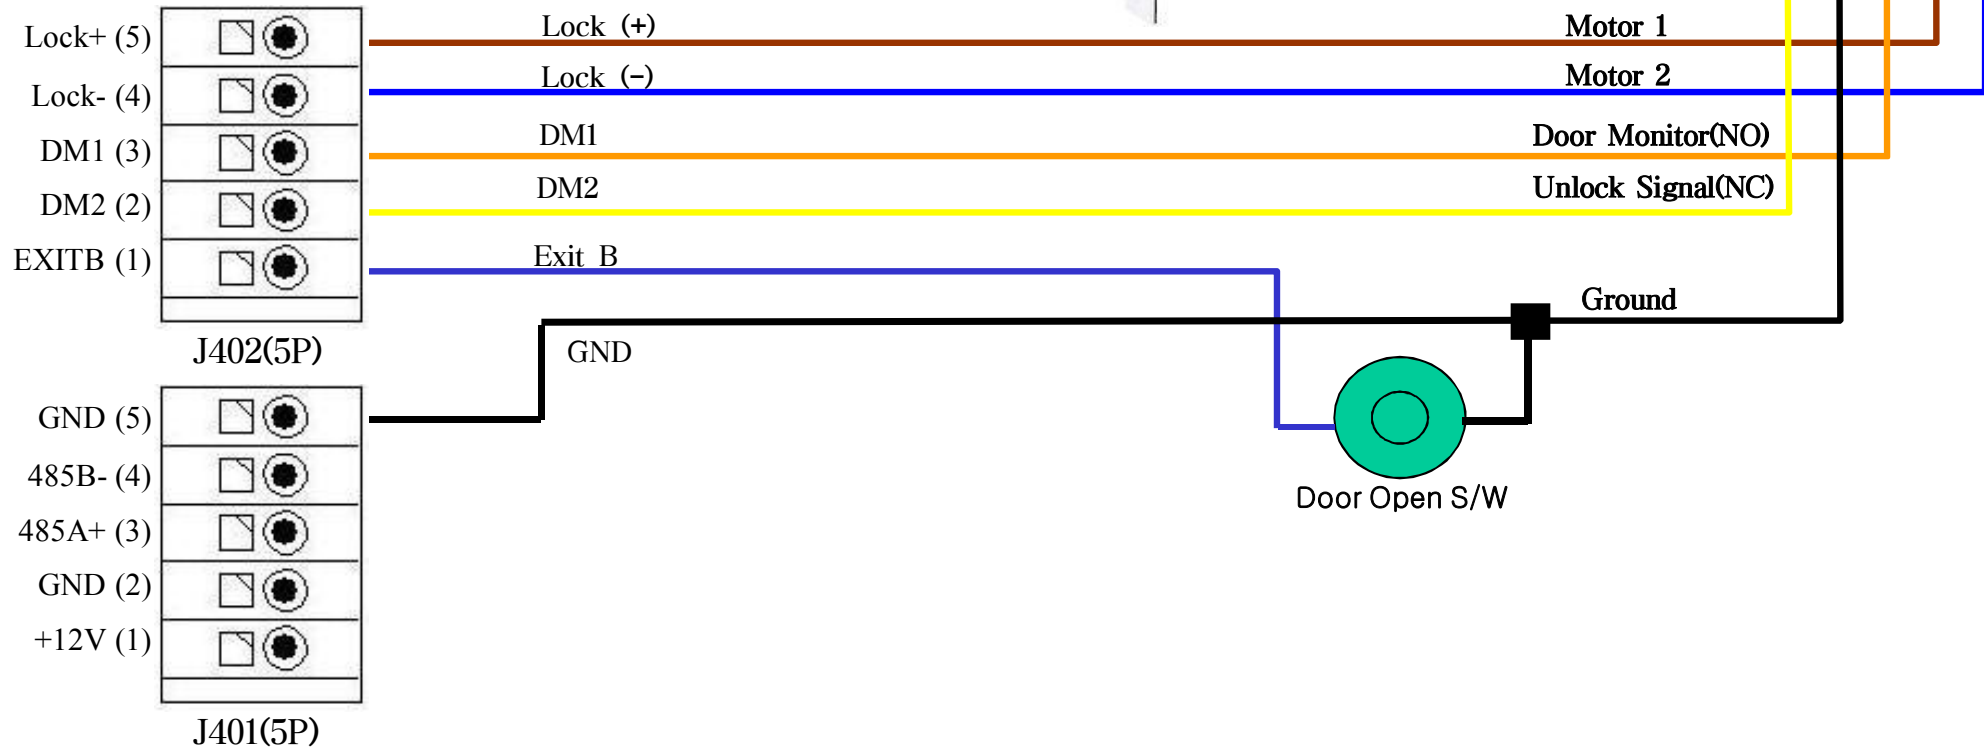 Lock+ (5)
Lock (+)
Motor 1
Lock- (4)
Lock (-)
Motor 2
DM1 (3)
DM1
Door Monitor(NO)
DM2 (2)
DM2
Unlock Signal(NC)
EXITB (1)
Exit B
Ground
J402(5P)
GND
GND (5)
485B- (4)
Door Open S/W
485A+ (3)
GND (2)
+12V (1)
J401(5P)